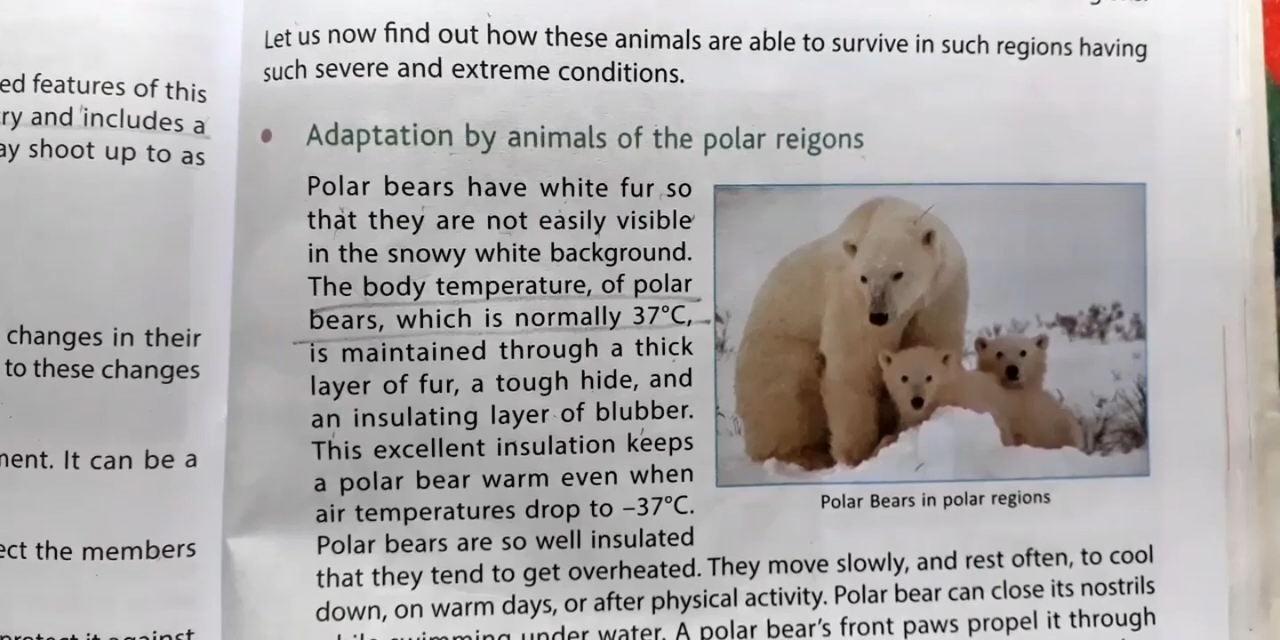 ed features of this
ry and includes a
ay shoot up to as
changes in their
to these changes
ment. It can be a
ect the members
protect it against
Let us now find out how these animals are able to survive in such regions having
such severe and extreme conditions.
• Adaptation by animals of the polar reigons
Polar bears have white fur so
that they are not easily visible
in the snowy white background.
The body temperature, of polar
bears, which is normally 37°C,
is maintained through a thick
layer of fur, a tough hide, and
an insulating layer of blubber.
This excellent insulation keeps
a polar bear warm even when
air temperatures drop to –37°C.
Polar bears are so well insulated
that they tend to get overheated. They move slowly, and rest often, to cool
down, on warm days, or after physical activity. Polar bear can close its nostrils
while swimming under water. A polar bear's front paws propel it through
Polar Bears in polar regions